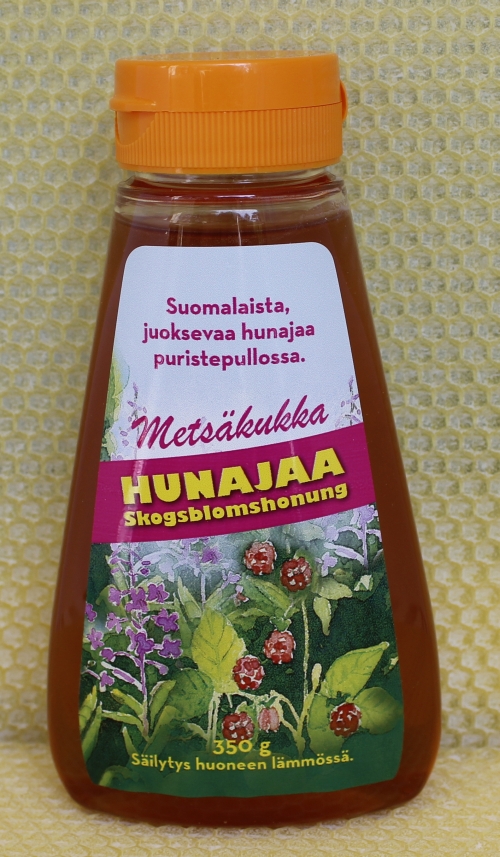 Suomalaista,
juoksevaa hunajaa
puristepullossa.
Metsäkukka
HUNAJAA
Skogsblomshonung
350 g
Säilytys huoneen lämmössä.